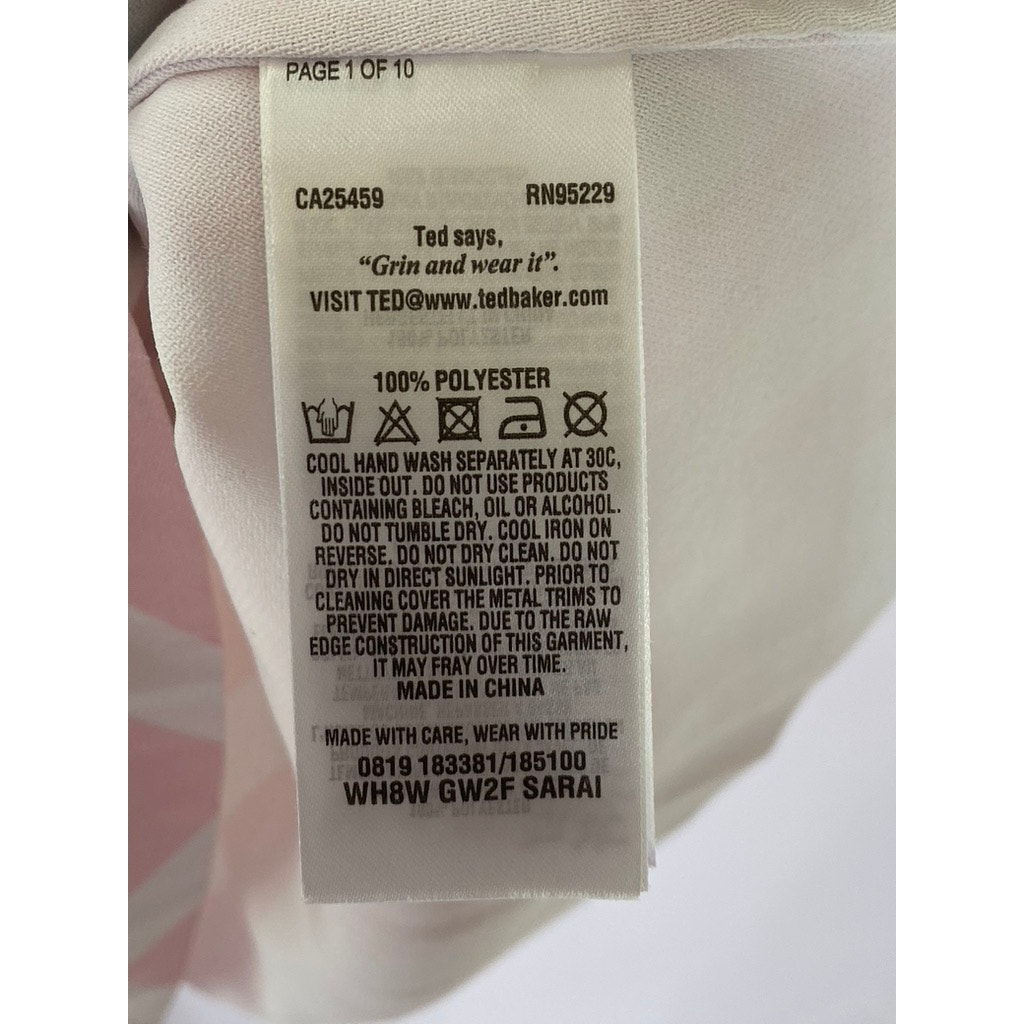 PAGE 1 OF 10
CA25459 RN95229
Ted says,
“Grin and wear it”.
VISIT TED@www.tedbaker.com
100% POLYESTER
COOL HAND WASH SEPARATELY AT 30C,
INSIDE OUT. DO NOT USE PRODUCTS
CONTAINING BLEACH, OIL OR ALCOHOL.
DO NOT TUMBLE DRY. COOL IRON ON
REVERSE. DO NOT DRY CLEAN. DO NOT
DRY IN DIRECT SUNLIGHT. PRIOR TO
CLEANING COVER THE METAL TRIMS TO
PREVENT DAMAGE. DUE TO THE RAW
EDGE CONSTRUCTION OF THIS GARMENT,
IT MAY FRAY OVER TIME.
MADE IN CHINA
MADE WITH CARE, WEAR WITH PRIDE
0819 183381/185100
WH8W GW2F SARAI